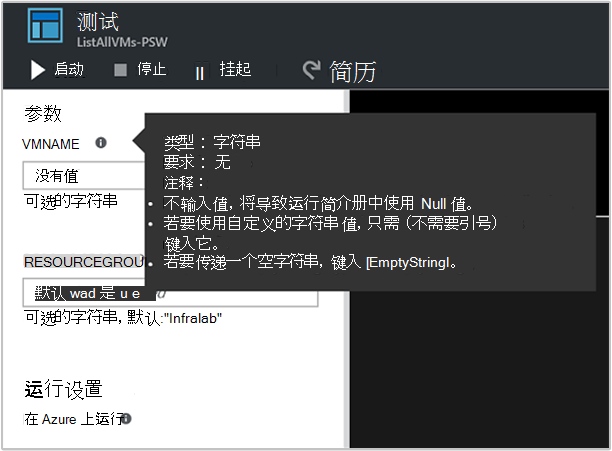 测试
ListAllVMs-PSW
启动 停止 挂起 简历
参数
VMNAME
没有值
可选的字符串
类型：字符串
要求：无
注释：
不输入值，将导致运行简介册中使用 Null 值。
若要使用自定义的字符串值，只需（不需要引号）
键入它。
若要传递一个空字符串，键入 [EmptyString]。
RESOURCEGROU
默认 wad 是 u e
可选的字符串，默认:"Infralab"
运行设置
在 Azure 上运行